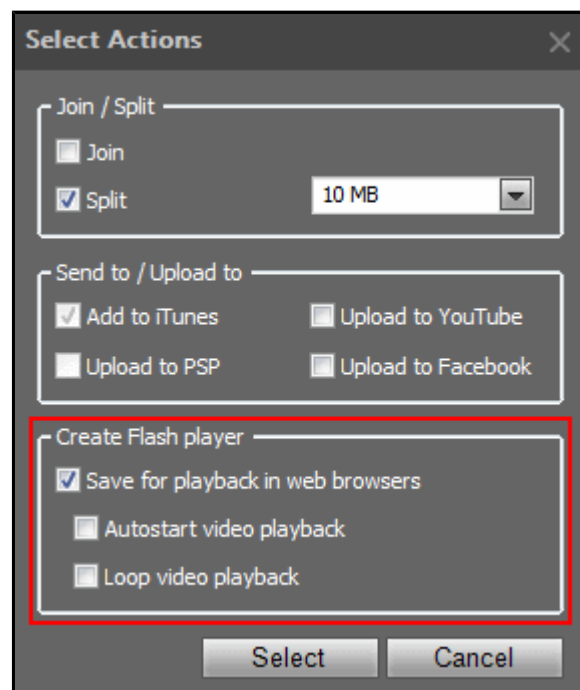 Select Actions
Join / Split
Join
Split
10 MB
Send to / Upload to
Add to iTunes
Upload to YouTube
Upload to PSP
Upload to Facebook
Create Flash player
Save for playback in web browsers
Autostart video playback
Loop video playback
Select
Cancel